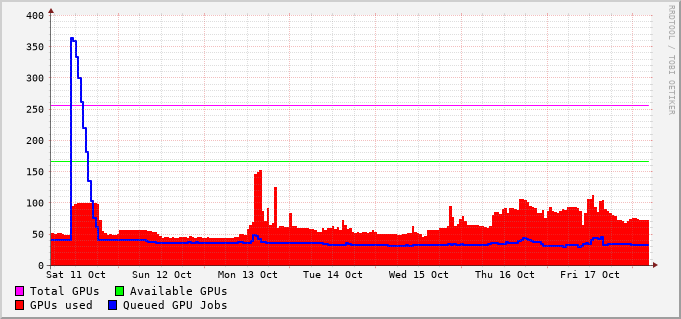 400
350
300
250
200
150
100
50
0
Sat 11 Oct Sun 12 Oct Mon 13 Oct Tue 14 Oct Wed 15 Oct Thu 16 Oct Fri 17 Oct
Total GPUs Available GPUs
GPUs used Queued GPU Jobs
RRDTOOL / TOBI OETIKER